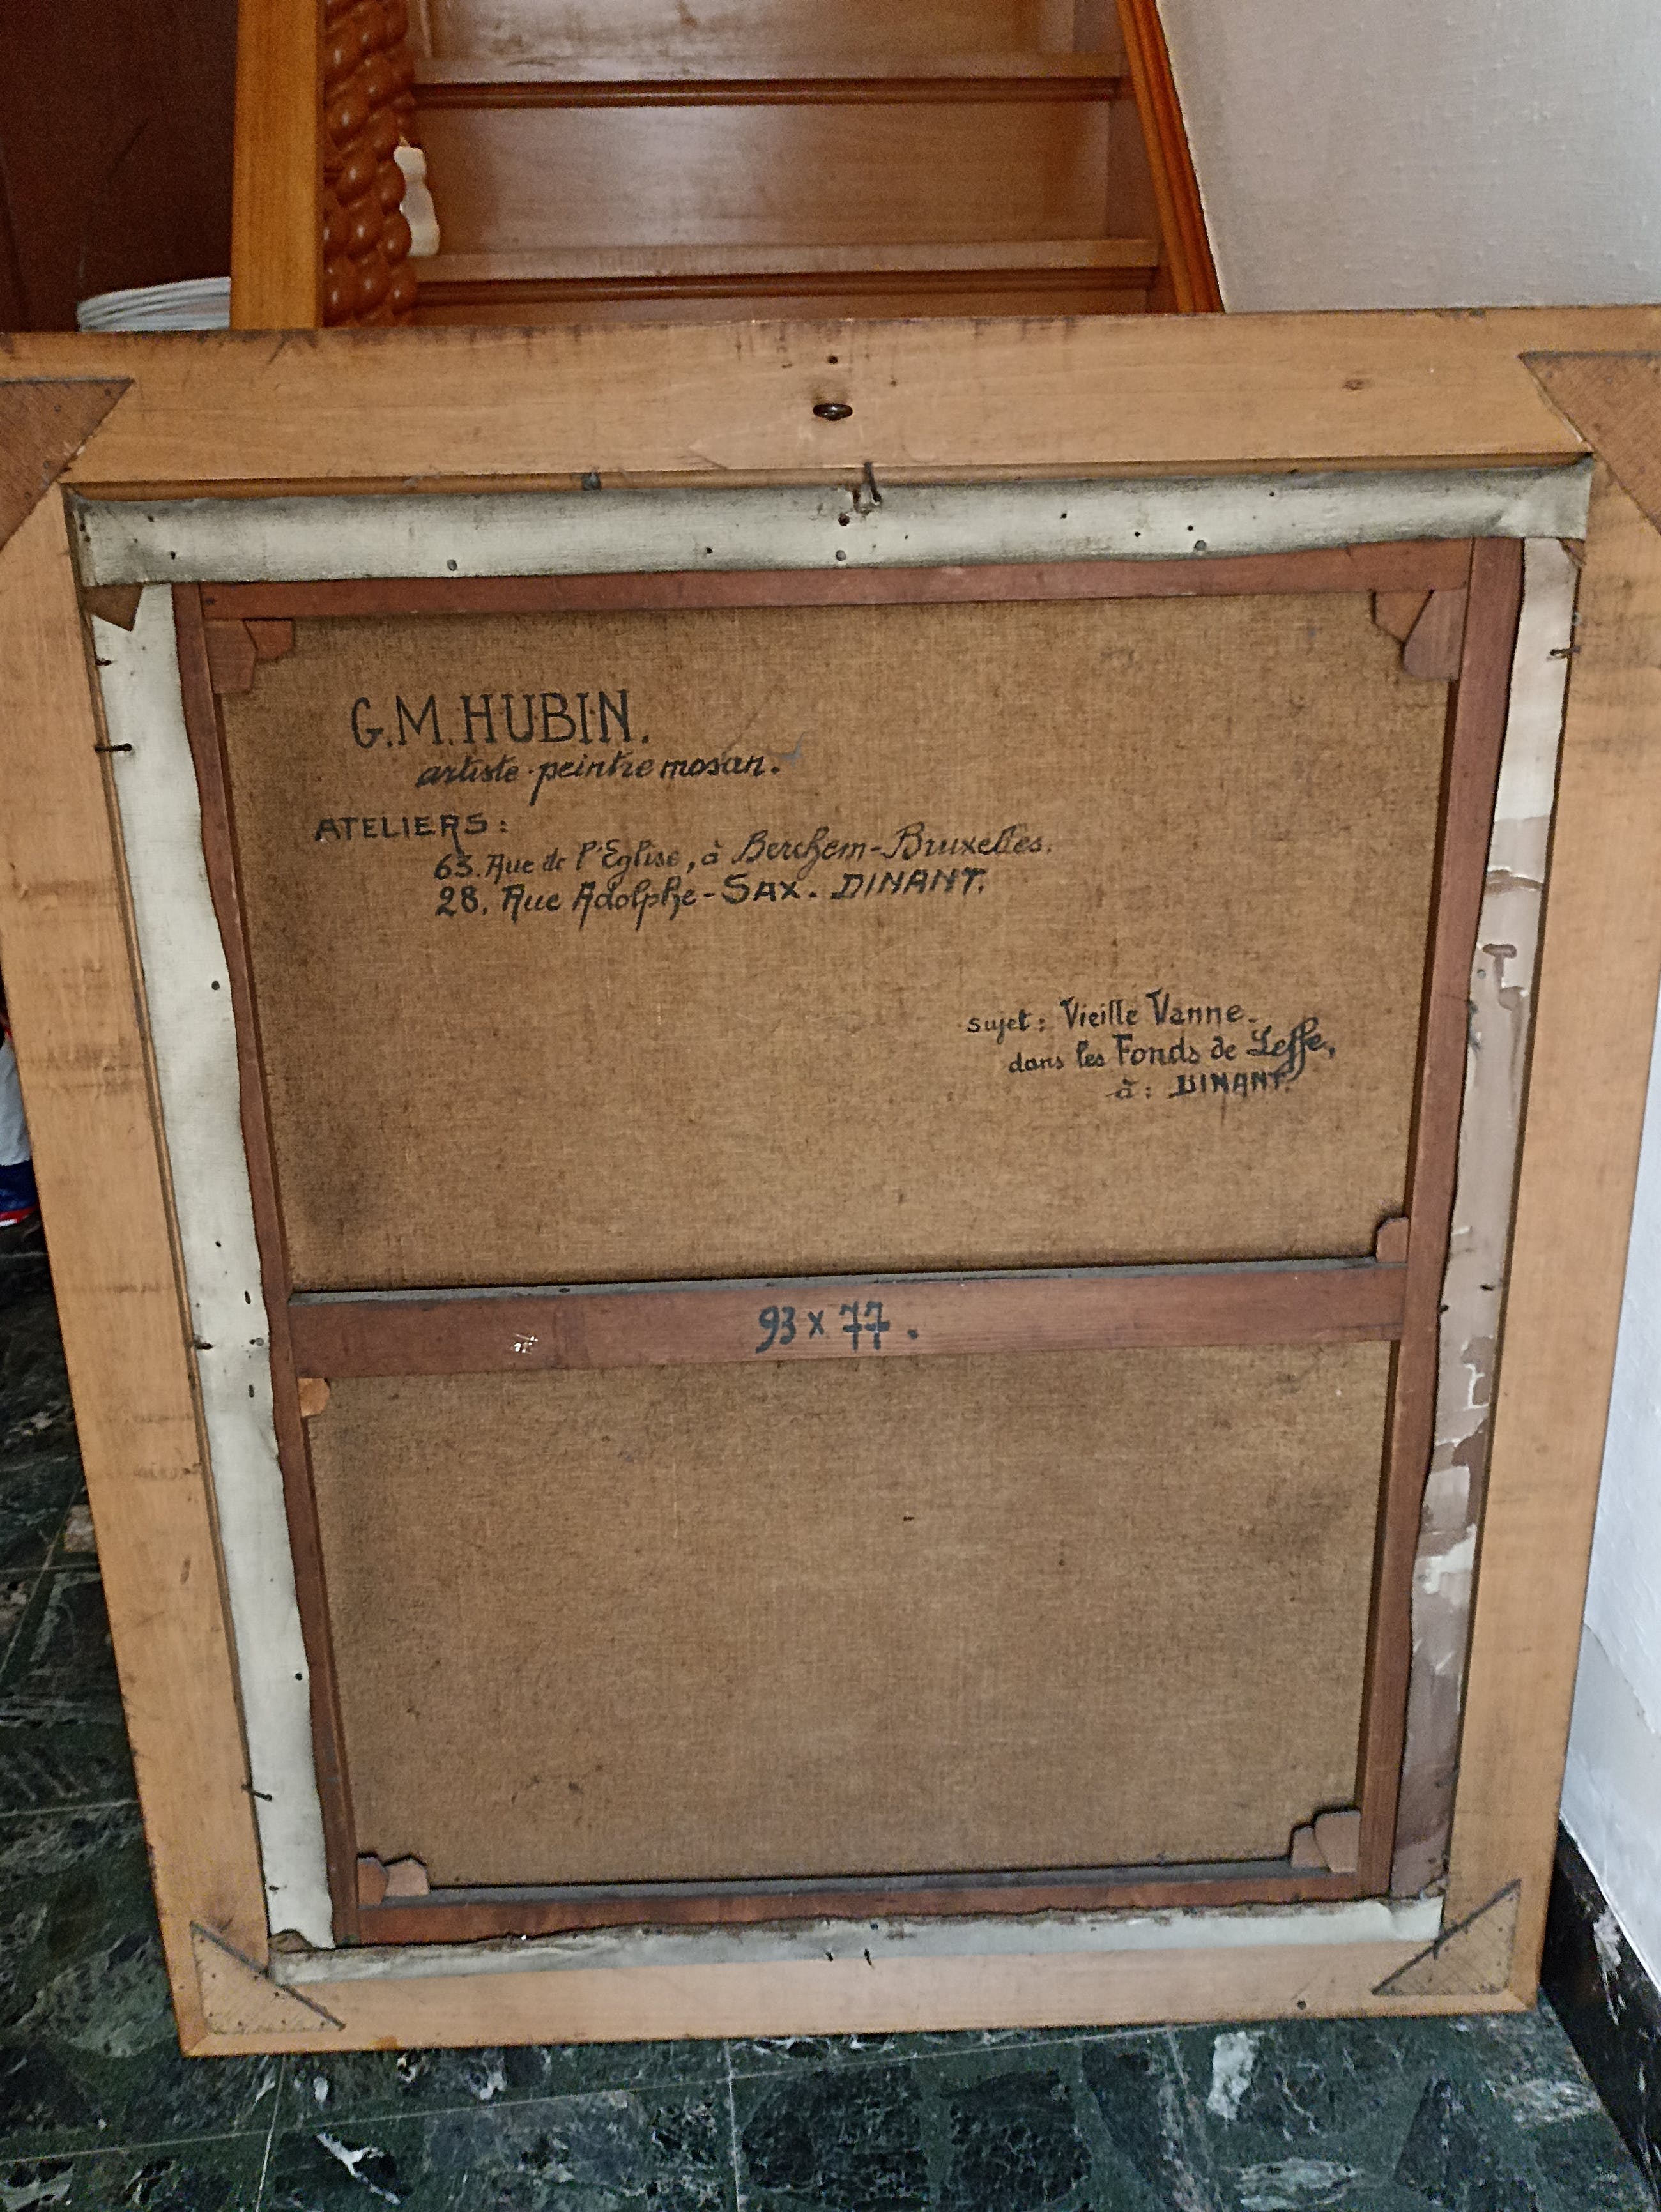 G.M.HUBIN.
artiste-peintre mosan.
ATELIERS:
63. Rue de l'Eglise, à Berchem-Bruxelles.
28. Rue Adolphe-SAX. DINANT.
sujet: Vieille Vanne.
dans les Fonds de Leffe,
à: DINANT.
93 x 77.